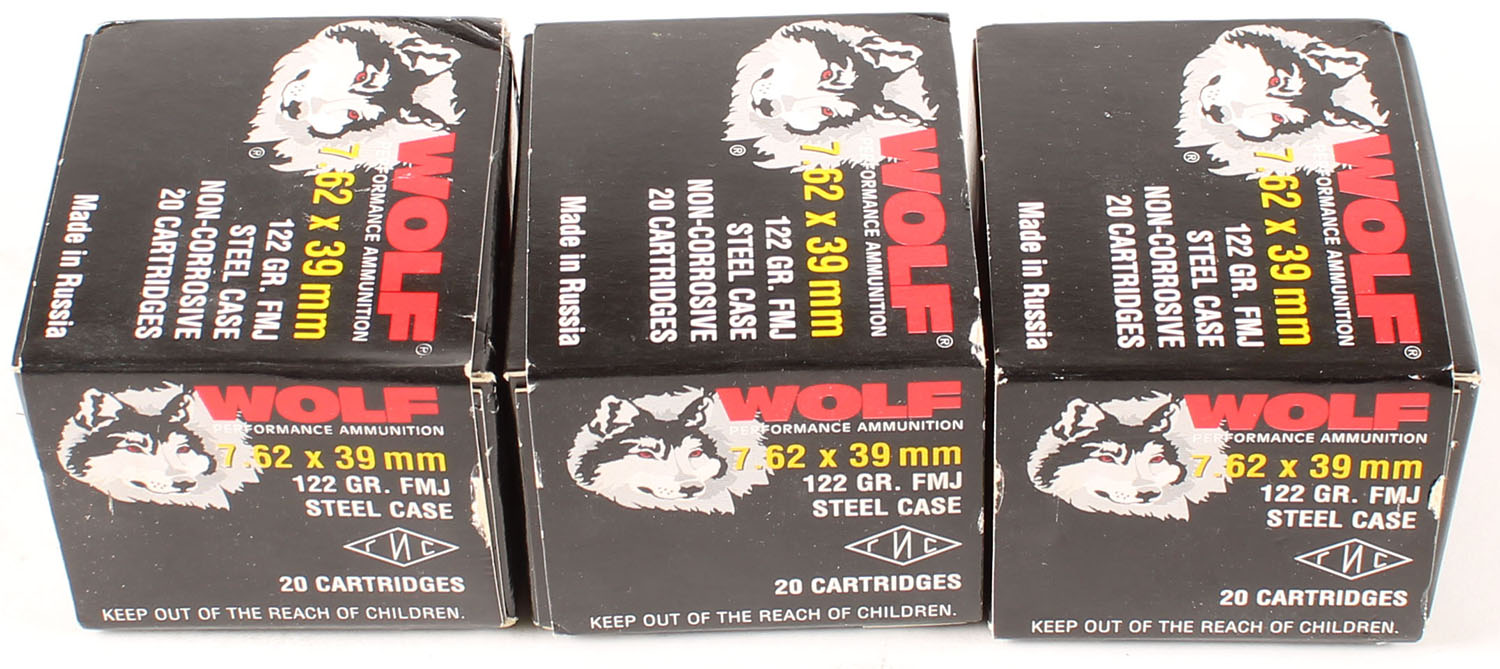 WOLF®
PERFORMANCE AMMUNITION
7.62 x 39 mm
122 GR. FMJ
STEEL CASE
NON-CORROSIVE
20 CARTRIDGES
®
Made in Russia
WOLF
PERFORMANCE AMMUNITION
7.62 x 39 mm
122 GR. FMJ
STEEL CASE
ГИС
20 CARTRIDGES
KEEP OUT OF THE REACH OF CHILDREN.
WOLF®
PERFORMANCE AMMUNITION
7.62 x 39 mm
122 GR. FMJ
STEEL CASE
NON-CORROSIVE
20 CARTRIDGES
®
Made in Russia
WOLF
PERFORMANCE AMMUNITION
7.62 x 39 mm
122 GR. FMJ
STEEL CASE
ГИС
20 CARTRIDGES
KEEP OUT OF THE REACH OF CHILDREN.
WOLF®
PERFORMANCE AMMUNITION
7.62 x 39 mm
122 GR. FMJ
STEEL CASE
NON-CORROSIVE
20 CARTRIDGES
®
Made in Russia
WOLF
PERFORMANCE AMMUNITION
7.62 x 39 mm
122 GR. FMJ
STEEL CASE
ГИС
20 CARTRIDGES
KEEP OUT OF THE REACH OF CHILDREN.